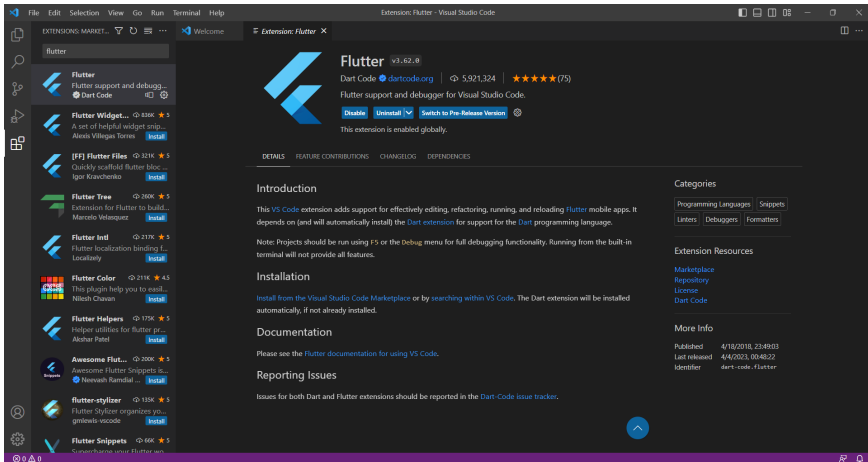 File Edit Selection View Go Run Terminal Help
Extension: Flutter - Visual Studio Code
EXTENSIONS: MARKET...
flutter
Flutter
Flutter support and debugg...
Dart Code
Flutter Widget... 836K ★ 5
A set of helpful widget snip...
Alexis Villegas Torres Install
[FF] Flutter Files 321K ★ 5
Quickly scaffold flutter bloc ...
Igor Kravchenko Install
Flutter Tree 260K ★ 5
Extension for Flutter to build...
Marcelo Velasquez Install
Flutter Intl 217K ★ 5
Flutter localization binding f...
Localizely Install
Flutter Color 211K ★ 4.5
This plugin help you to easil...
Nilesh Chavan Install
Flutter Helpers 175K ★ 5
Helper utilities for flutter pr...
Akshar Patel Install
Awesome Flut... 200K ★ 5
Awesome Flutter Snippets is...
Neevash Ramdial ... Install
Snippets
flutter-stylizer 135K ★ 5
Flutter Stylizer organizes yo...
gmlewis-vscode Install
Flutter Snippets 66K ★ 5
Supercharge your Flutter wo...
Welcome
Extension: Flutter
Flutter v3.62.0
Dart Code dartcode.org 5,921,324 ★★★★★(75)
Flutter support and debugger for Visual Studio Code.
Disable Uninstall Switch to Pre-Release Version
This extension is enabled globally.
DETAILS FEATURE CONTRIBUTIONS CHANGELOG DEPENDENCIES
Introduction
This VS Code extension adds support for effectively editing, refactoring, running, and reloading Flutter mobile apps. It
depends on (and will automatically install) the Dart extension for support for the Dart programming language.
Note: Projects should be run using F5 or the Debug menu for full debugging functionality. Running from the built-in
terminal will not provide all features.
Installation
Install from the Visual Studio Code Marketplace or by searching within VS Code. The Dart extension will be installed
automatically, if not already installed.
Documentation
Please see the Flutter documentation for using VS Code.
Reporting Issues
Issues for both Dart and Flutter extensions should be reported in the Dart-Code issue tracker.
Categories
Programming Languages Snippets
Linters Debuggers Formatters
Extension Resources
Marketplace
Repository
License
Dart Code
More Info
Published 4/18/2018, 23:49:03
Last released 4/4/2023, 00:48:22
Identifier dart-code.flutter
0 0